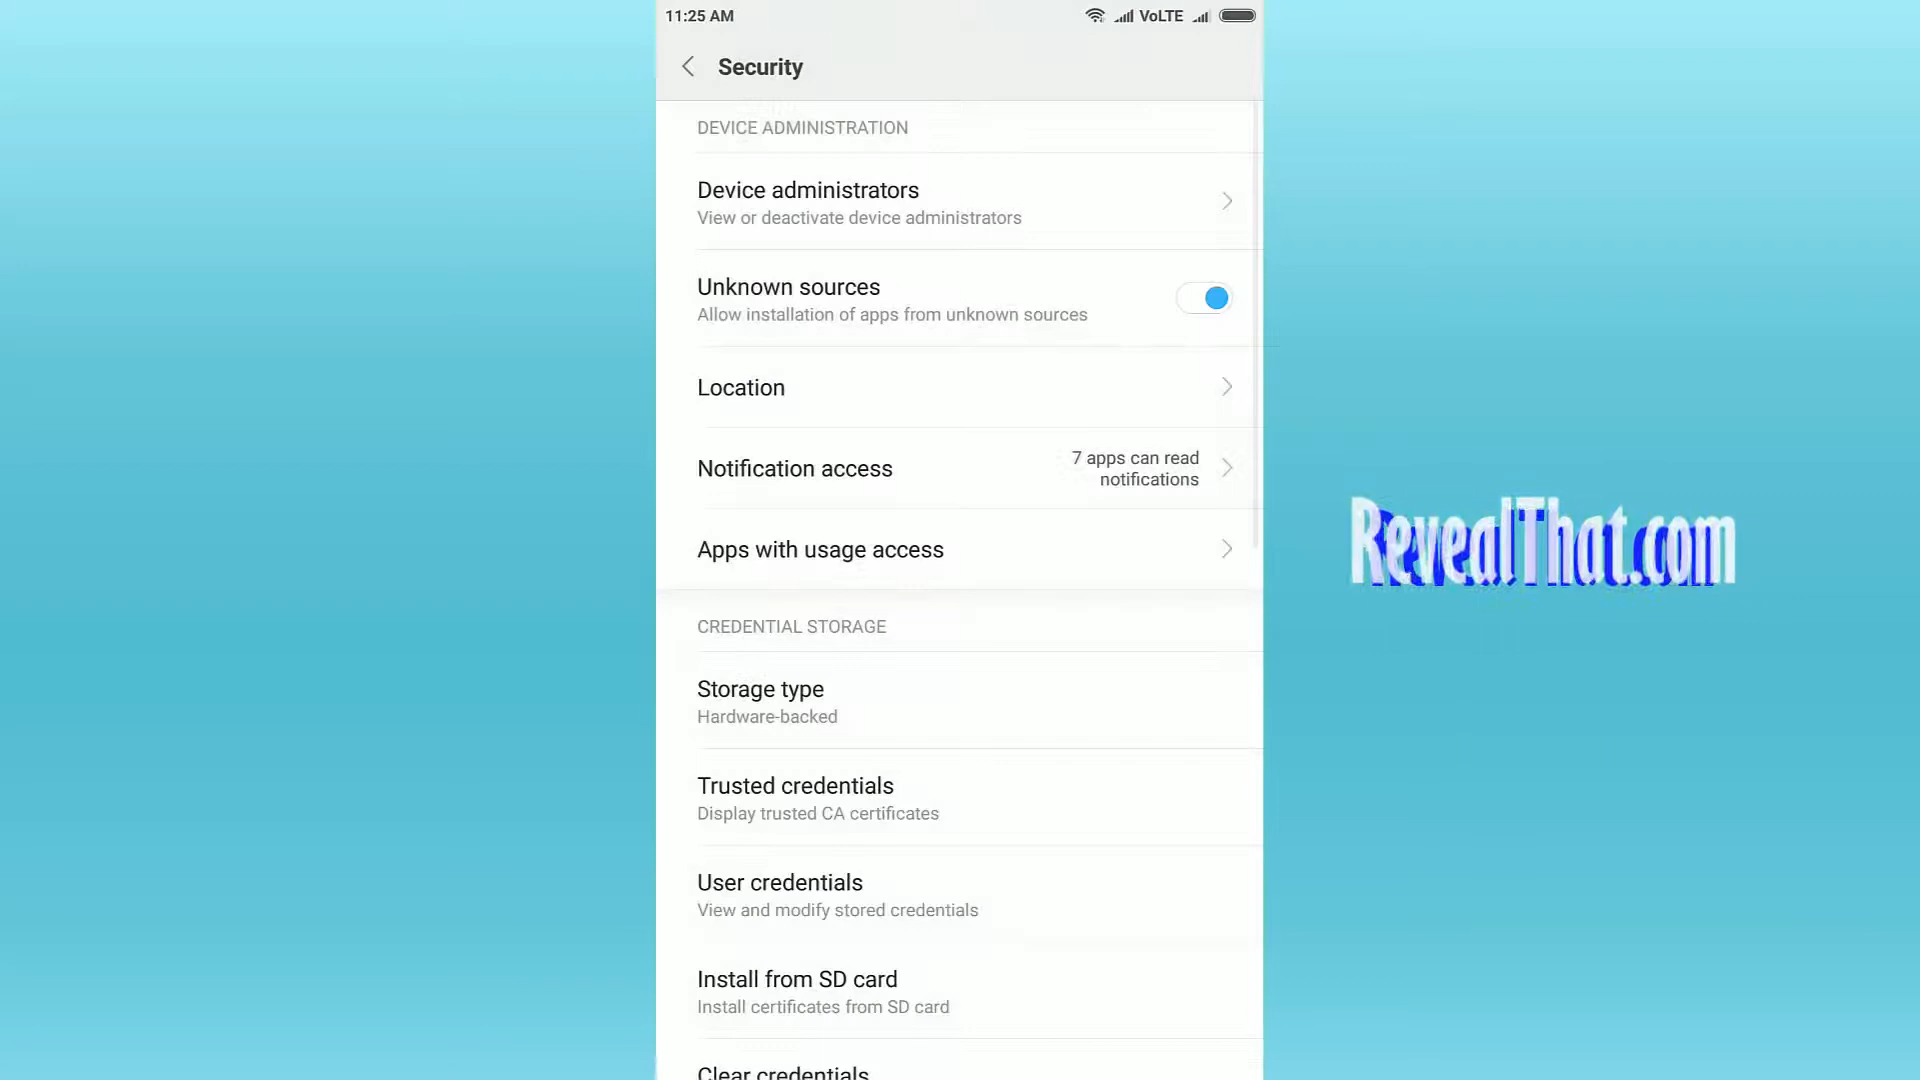 11:25 AM
VoLTE
Security
DEVICE ADMINISTRATION
Device administrators
View or deactivate device administrators
Unknown sources
Allow installation of apps from unknown sources
Location
Notification access
7 apps can read
notifications
Apps with usage access
RevealThat.com
CREDENTIAL STORAGE
Storage type
Hardware-backed
Trusted credentials
Display trusted CA certificates
User credentials
View and modify stored credentials
Install from SD card
Install certificates from SD card
Clear credentials